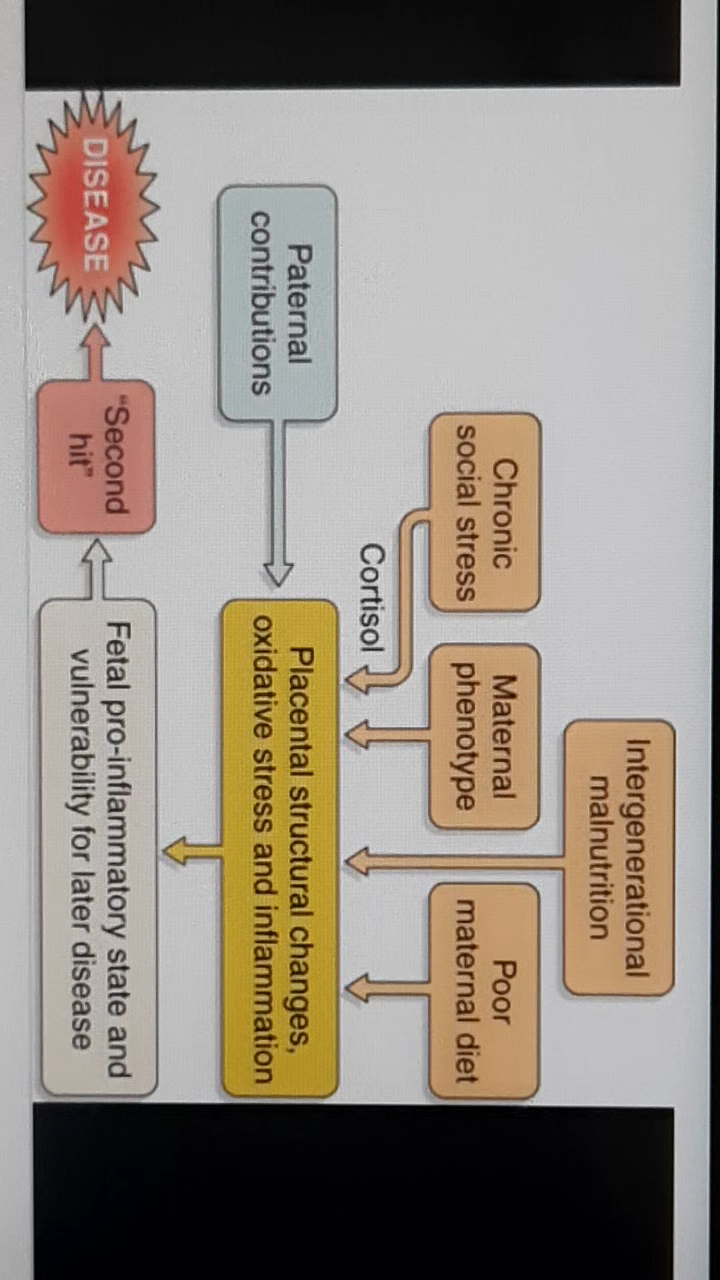 Intergenerational
malnutrition
Chronic
social stress
Maternal
phenotype
Poor
maternal diet
Cortisol
Paternal
contributions
Placental structural changes,
oxidative stress and inflammation
DISEASE
“Second
hit”
Fetal pro-inflammatory state and
vulnerability for later disease